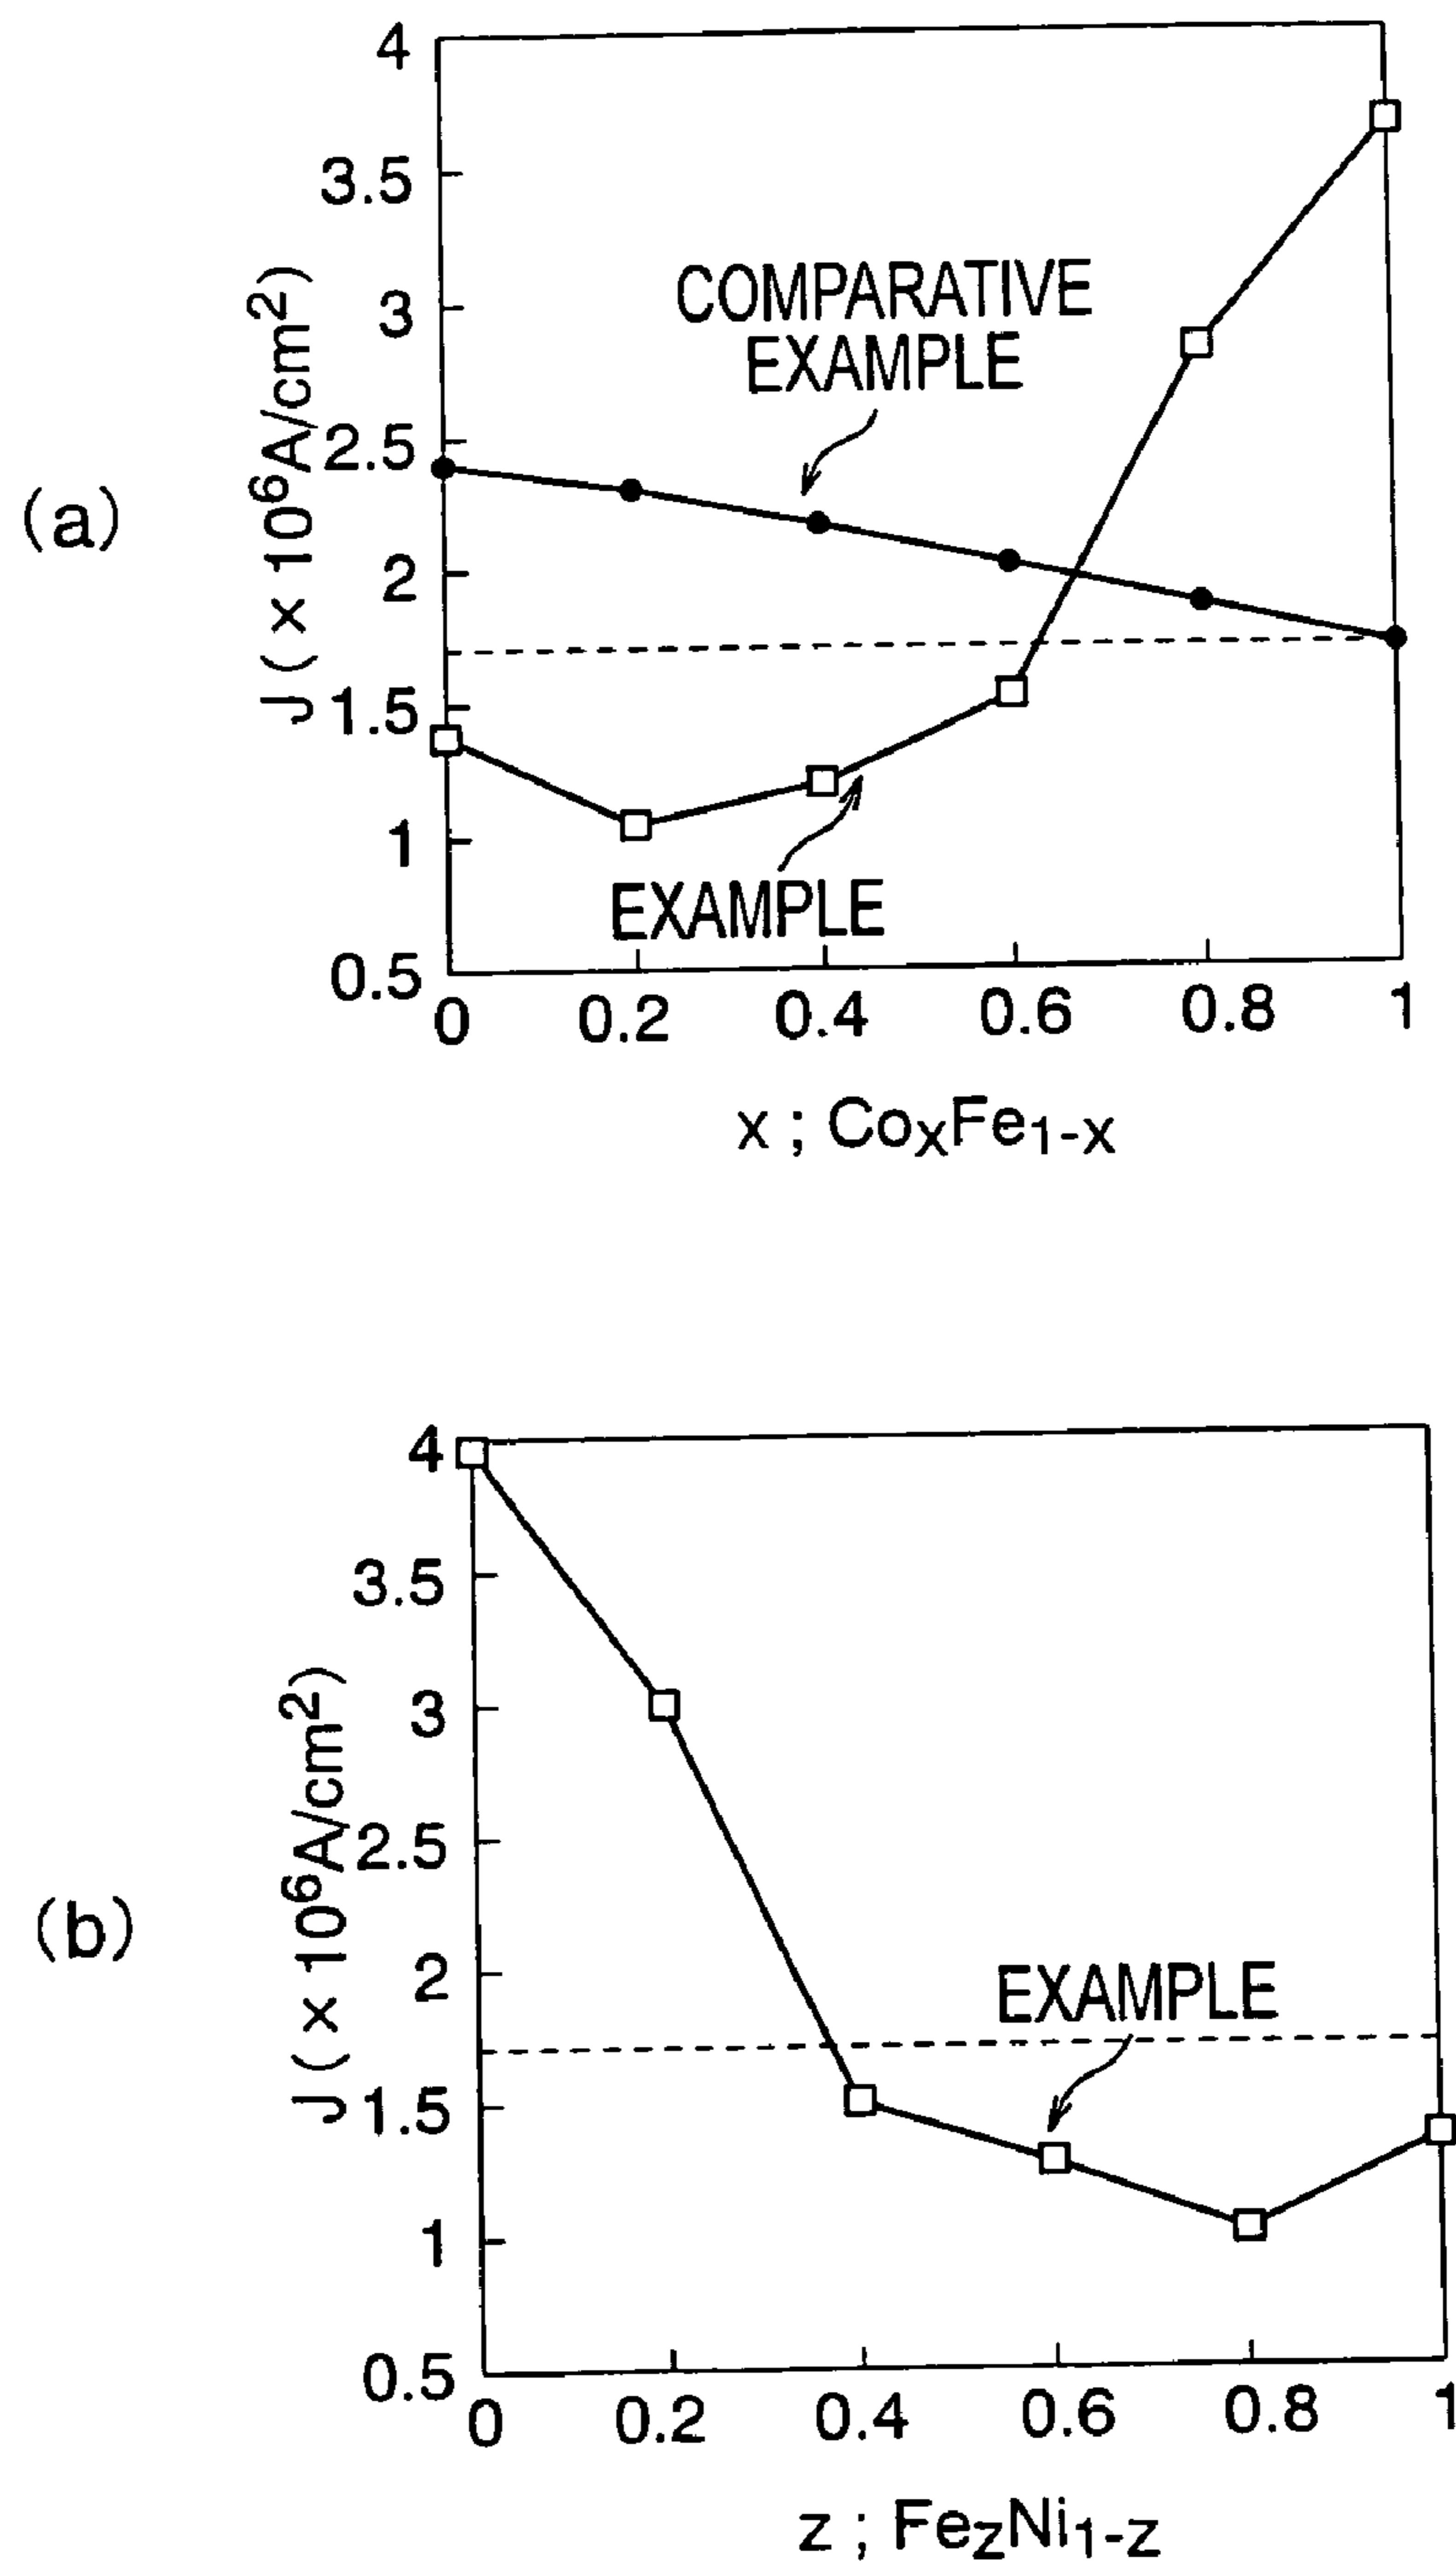 4
3.5
3
2.5
2
1.5
1
0.5
J ( × 10⁶A/cm²)
(a)
COMPARATIVE
EXAMPLE
EXAMPLE
0 0.2 0.4 0.6 0.8 1
x ; CoₓFe₁₋ₓ
4
3.5
3
2.5
2
1.5
1
0.5
J ( × 10⁶A/cm²)
(b)
EXAMPLE
0 0.2 0.4 0.6 0.8 1
z ; FezNi1-z